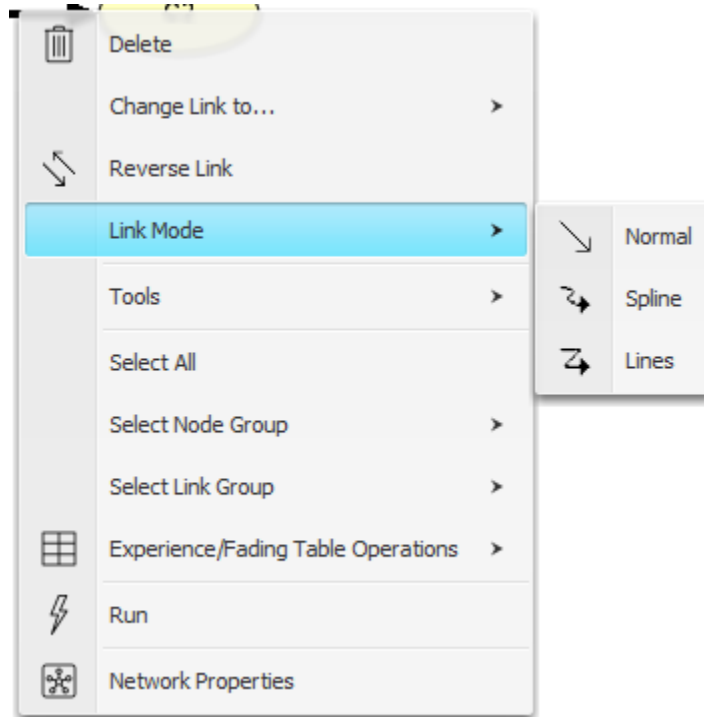 Delete
Change Link to...
Reverse Link
Link Mode
Normal
Tools
Spline
Select All
Lines
Select Node Group
Select Link Group
Experience/Fading Table Operations
Run
Network Properties